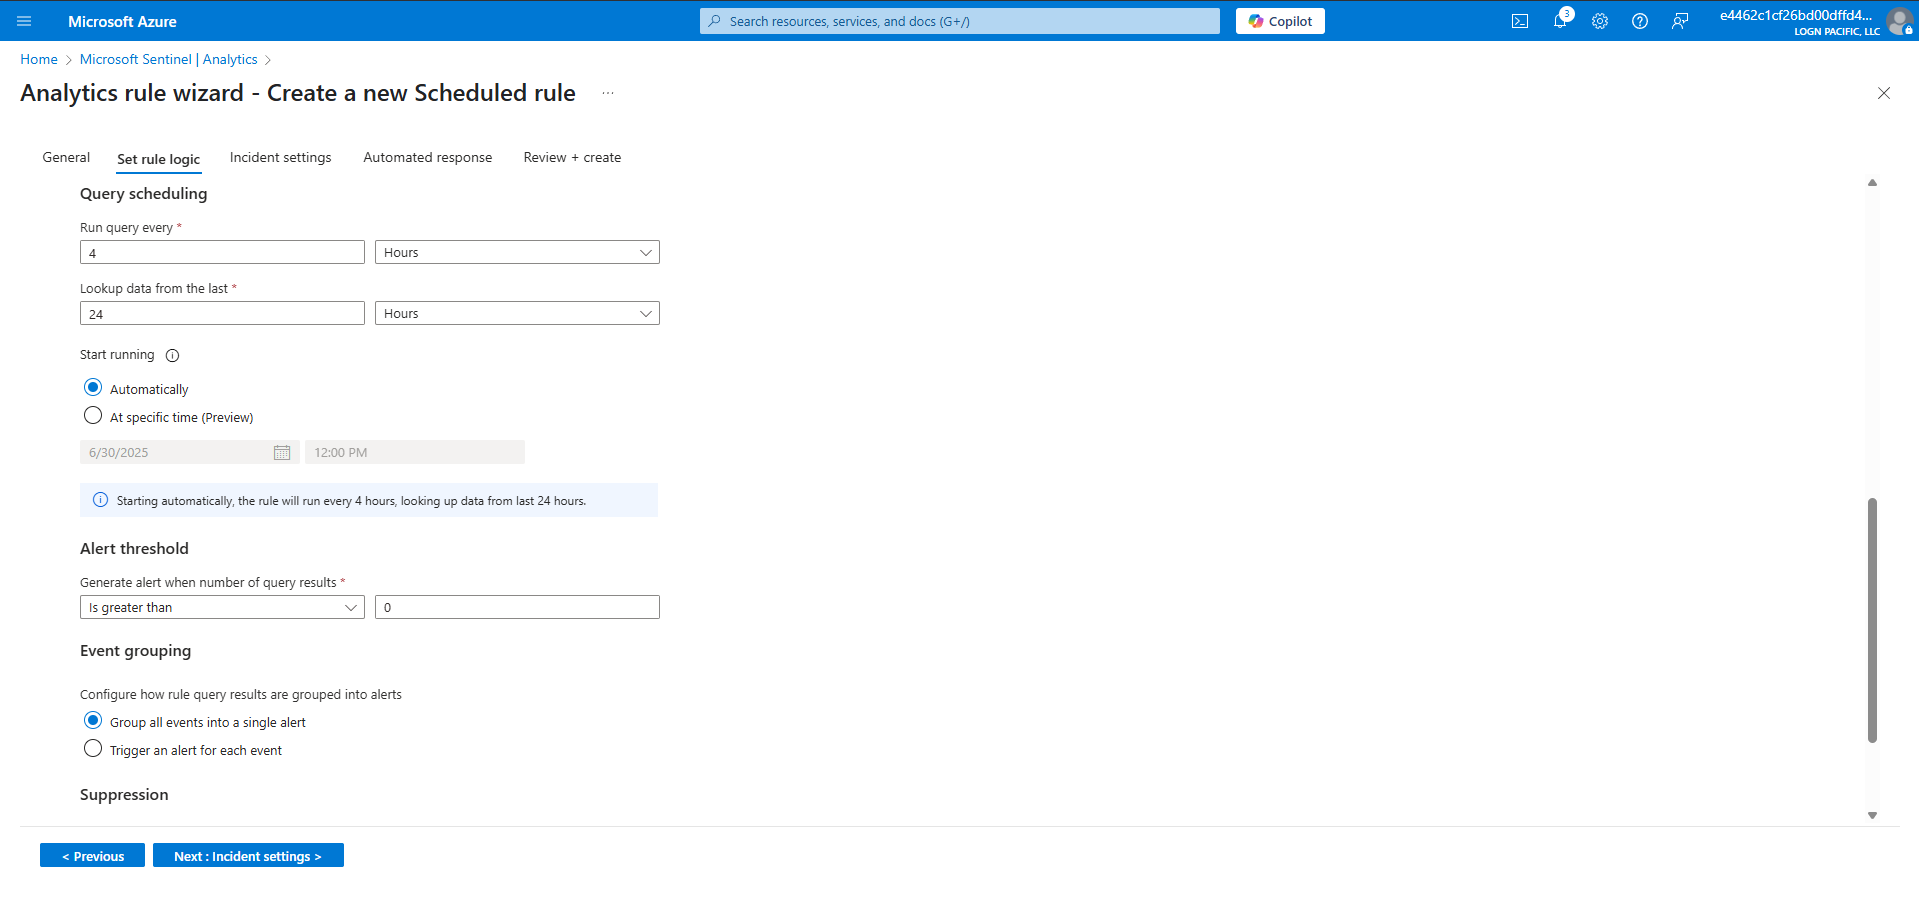 Microsoft Azure
Search resources, services, and docs (G+/)
Copilot
3
e4462c1cf26bd00dffd4...
LOGN PACIFIC, LLC
Home > Microsoft Sentinel | Analytics >
Analytics rule wizard - Create a new Scheduled rule ...
General
Set rule logic
Incident settings
Automated response
Review + create
Query scheduling
Run query every *
4
Hours
Lookup data from the last *
24
Hours
Start running
Automatically
At specific time (Preview)
6/30/2025
12:00 PM
Starting automatically, the rule will run every 4 hours, looking up data from last 24 hours.
Alert threshold
Generate alert when number of query results *
Is greater than
0
Event grouping
Configure how rule query results are grouped into alerts
Group all events into a single alert
Trigger an alert for each event
Suppression
< Previous
Next : Incident settings >